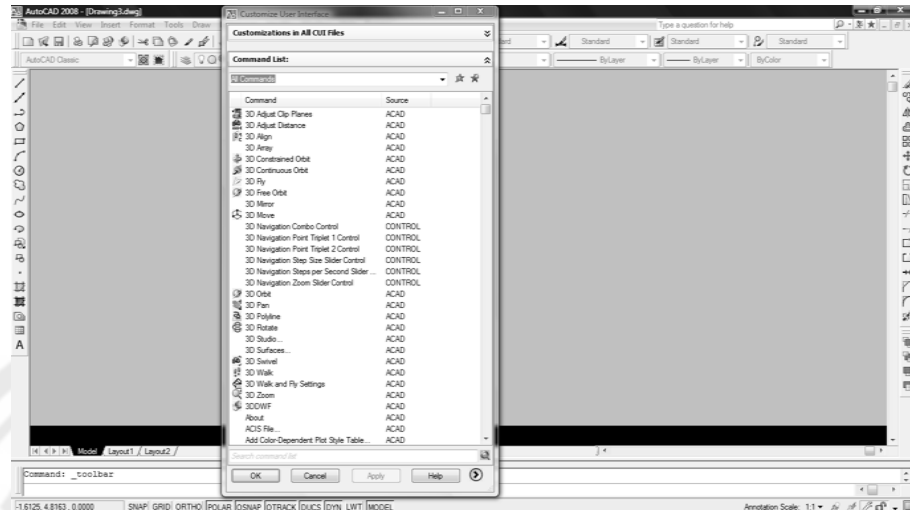 AutoCAD 2008 - [Drawing3.dwg]
File Edit View Insert Format Tools Draw
Type a question for help
Standard Standard Standard
AutoCAD Classic
ByLayer ByLayer ByColor
Customize User Interface
Customizations in All CUI Files
Command List:
All Commands
Command Source
3D Adjust Clip Planes ACAD
3D Adjust Distance ACAD
3D Align ACAD
3D Array ACAD
3D Constrained Orbit ACAD
3D Continuous Orbit ACAD
3D Fly ACAD
3D Free Orbit ACAD
3D Mirror ACAD
3D Move ACAD
3D Navigation Combo Control CONTROL
3D Navigation Point Triplet 1 Control CONTROL
3D Navigation Point Triplet 2 Control CONTROL
3D Navigation Step Size Slider Control CONTROL
3D Navigation Steps per Second Slider ... CONTROL
3D Navigation Zoom Slider Control CONTROL
3D Orbit ACAD
3D Pan ACAD
3D Polyline ACAD
3D Rotate ACAD
3D Studio... ACAD
3D Surfaces... ACAD
3D Swivel ACAD
3D Walk ACAD
3D Walk and Fly Settings ACAD
3D Zoom ACAD
3DDWF ACAD
About ACAD
ACIS File... ACAD
Add Color-Dependent Plot Style Table... ACAD
Search command list
OK Cancel Apply Help
Model Layout1 Layout2
Command: _toolbar
-1.6125, 4.8163, 0.0000 SNAP GRID ORTHO POLAR OSNAP OTRACK DUCS DYN LWT MODEL
Annotation Scale: 1:1